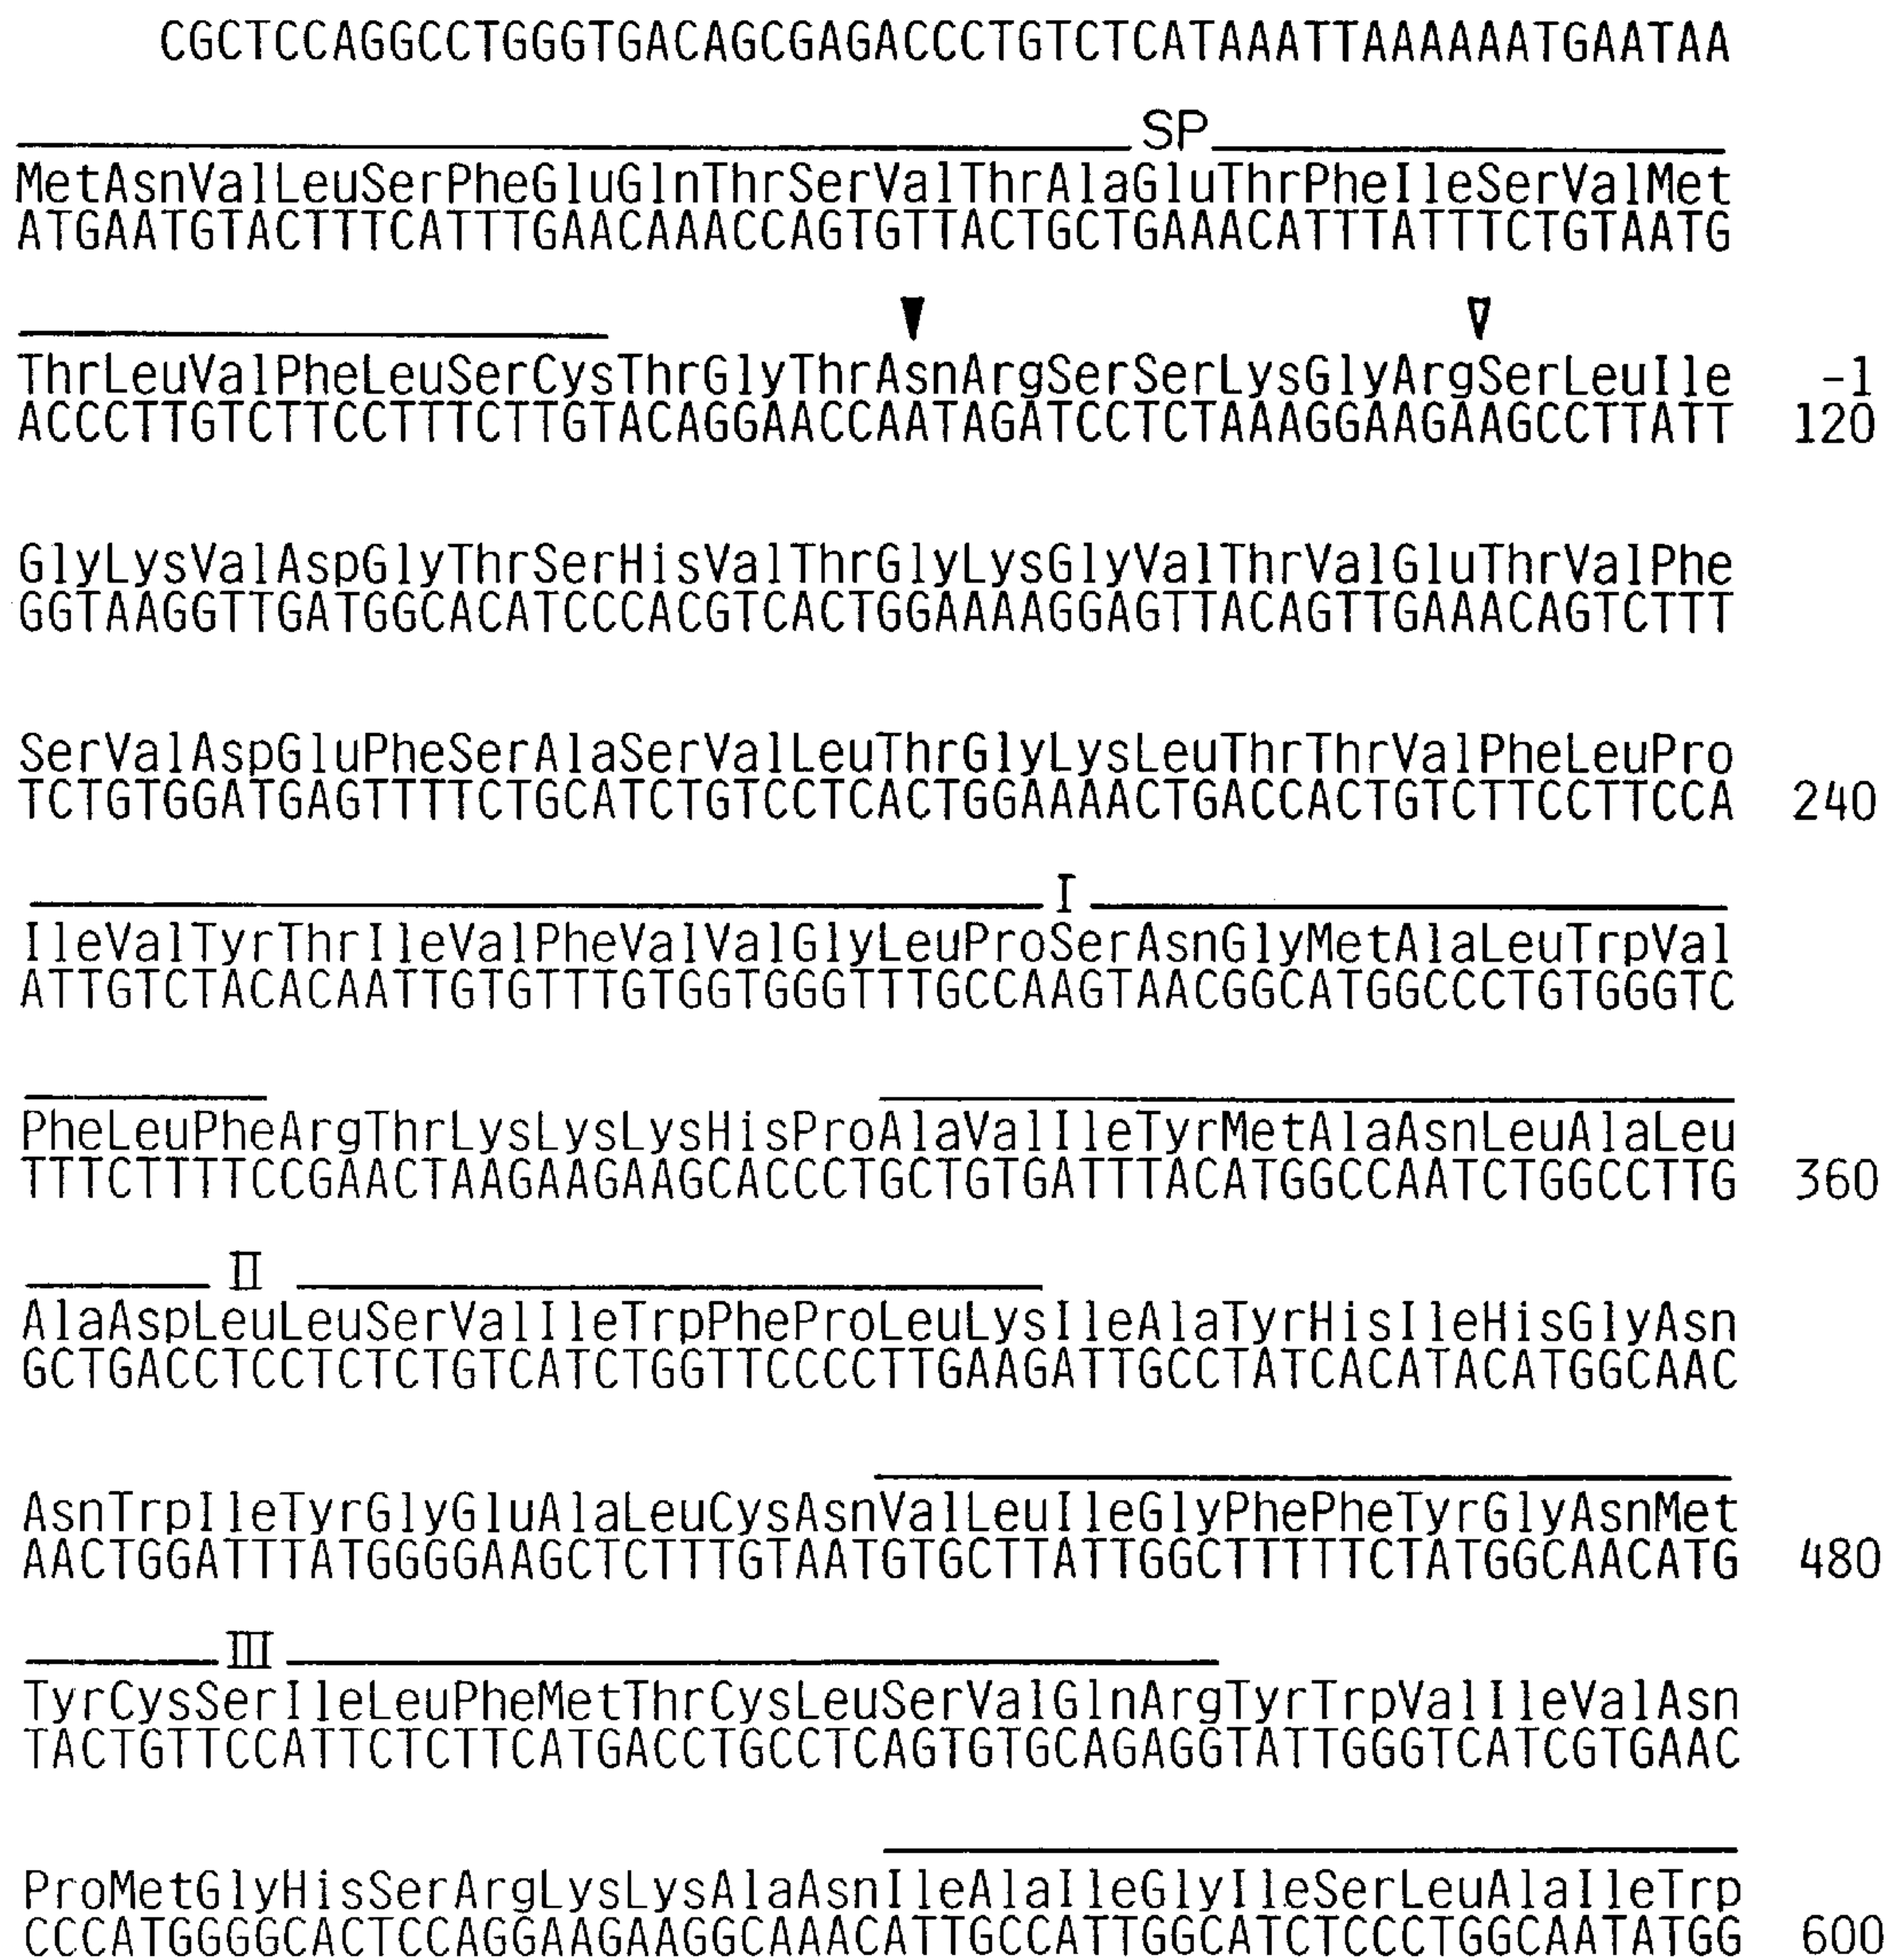 CGCTCCAGGCCTGGGTGACAGCGAGACCCTGTCTCATAAATTAAAAAATGAATAA
SP
MetAsnValLeuSerPheGluGlnThrSerValThrAlaGluThrPheIleSerValMet
ATGAATGTACTTTCATTTGAACAAACCAGTGTTACTGCTGAAACATTTATTTCTGTAATG
ThrLeuValPheLeuSerCysThrGlyThrAsnArgSerSerLysGlyArgSerLeuIle -1
ACCCTTGTCTTCCTTTCTTGTACAGGAACCAATAGATCCTCTAAAGGAAGAAGCCTTATT 120
GlyLysValAspGlyThrSerHisValThrGlyLysGlyValThrValGluThrValPhe
GGTAAGGTTGATGGCACATCCCACGTCACTGGAAAAGGAGTTACAGTTGAAACAGTCTTT
SerValAspGluPheSerAlaSerValLeuThrGlyLysLeuThrThrValPheLeuPro
TCTGTGGATGAGTTTTCTGCATCTGTCCTCACTGGAAAACTGACCACTGTCTTCCTTCCA 240
I
IleValTyrThrIleValPheValValGlyLeuProSerAsnGlyMetAlaLeuTrpVal
ATTGTCTACACAATTGTGTTTGTGGTGGGTTTGCCAAGTAACGGCATGGCCCTGTGGGTC
PheLeuPheArgThrLysLysLysHisProAlaValIleTyrMetAlaAsnLeuAlaLeu
TTTCTTTTCCGAACTAAGAAGAAGCACCCTGCTGTGATTTACATGGCCAATCTGGCCTTG 360
II
AlaAspLeuLeuSerValIleTrpPheProLeuLysIleAlaTyrHisIleHisGlyAsn
GCTGACCTCCTCTCTGTCATCTGGTTCCCCTTGAAGATTGCCTATCACATACATGGCAAC
AsnTrpIleTyrGlyGluAlaLeuCysAsnValLeuIleGlyPhePheTyrGlyAsnMet
AACTGGATTTATGGGGAAGCTCTTTGTAATGTGCTTATTGGCTTTTTCTATGGCAACATG 480
III
TyrCysSerIleLeuPheMetThrCysLeuSerValGlnArgTyrTrpValIleValAsn
TACTGTTCCATTCTCTTCATGACCTGCCTCAGTGTGCAGAGGTATTGGGTCATCGTGAAC
ProMetGlyHisSerArgLysLysAlaAsnIleAlaIleGlyIleSerLeuAlaIleTrp
CCCATGGGGCACTCCAGGAAGAAGGCAAACATTGCCATTGGCATCTCCCTGGCAATATGG 600